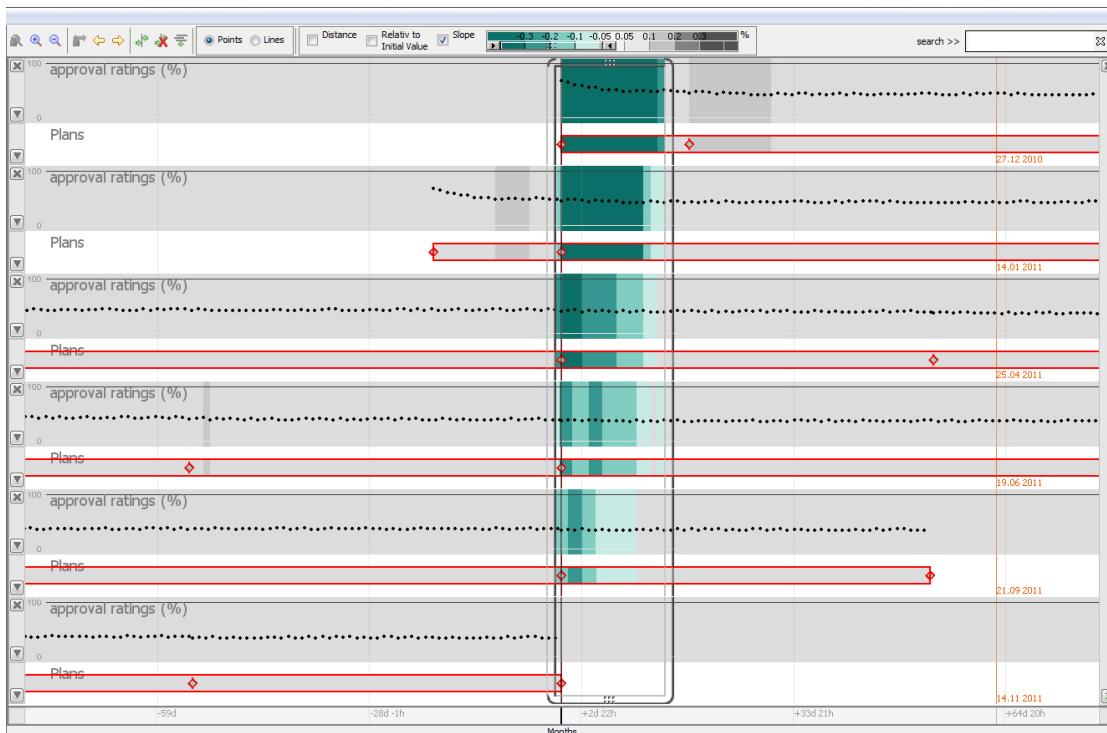 Points Lines Distance Relativ to Initial Value Slope -0.3 -0.2 -0.1 -0.05 0.05 0.1 0.2 0.3 % search >>
100 approval ratings (%)
0
Plans
27.12 2010
100 approval ratings (%)
0
Plans
14.01 2011
100 approval ratings (%)
0
Plans
25.04 2011
100 approval ratings (%)
0
Plans
19.06 2011
100 approval ratings (%)
0
Plans
21.09 2011
100 approval ratings (%)
0
Plans
14.11 2011
-59d -28d -1h +2d 22h +33d 21h +64d 20h
Months